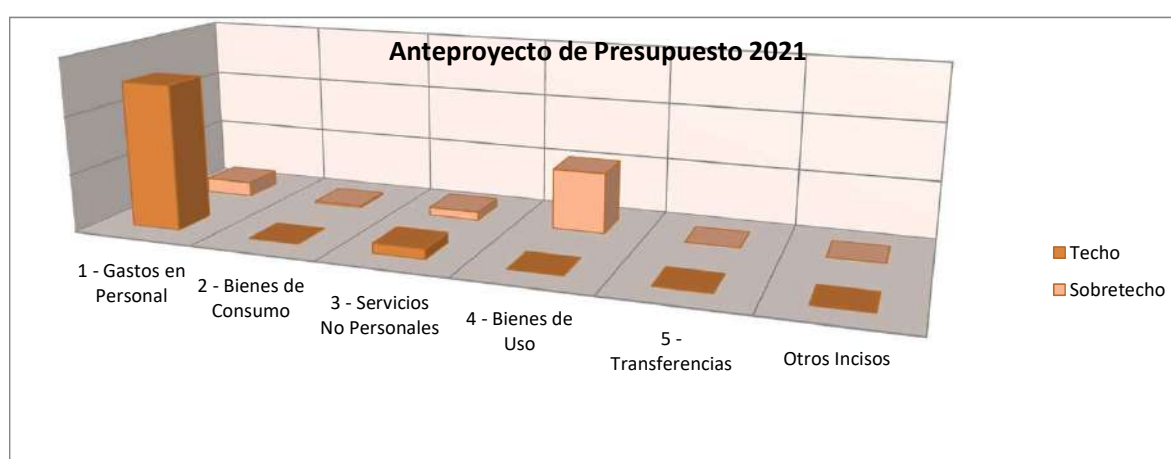 Anteproyecto de Presupuesto 2021
1 - Gastos en
Personal
2 - Bienes de
Consumo
3 - Servicios
No Personales
4 - Bienes de
Uso
5 -
Transferencias
Otros Incisos
Techo
Sobretecho